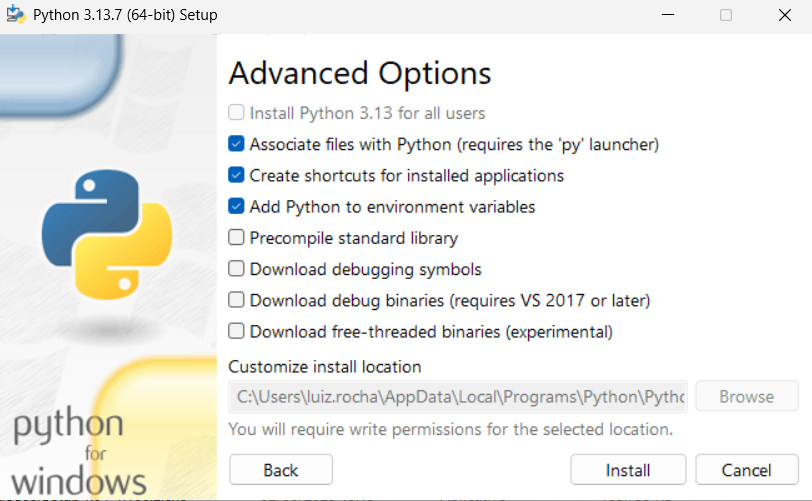 Python 3.13.7 (64-bit) Setup
Advanced Options
Install Python 3.13 for all users
Associate files with Python (requires the 'py' launcher)
Create shortcuts for installed applications
Add Python to environment variables
Precompile standard library
Download debugging symbols
Download debug binaries (requires VS 2017 or later)
Download free-threaded binaries (experimental)
Customize install location
C:\Users\luiz.rocha\AppData\Local\Programs\Python\Pytho
Browse
You will require write permissions for the selected location.
python
for
windows
Back
Install
Cancel